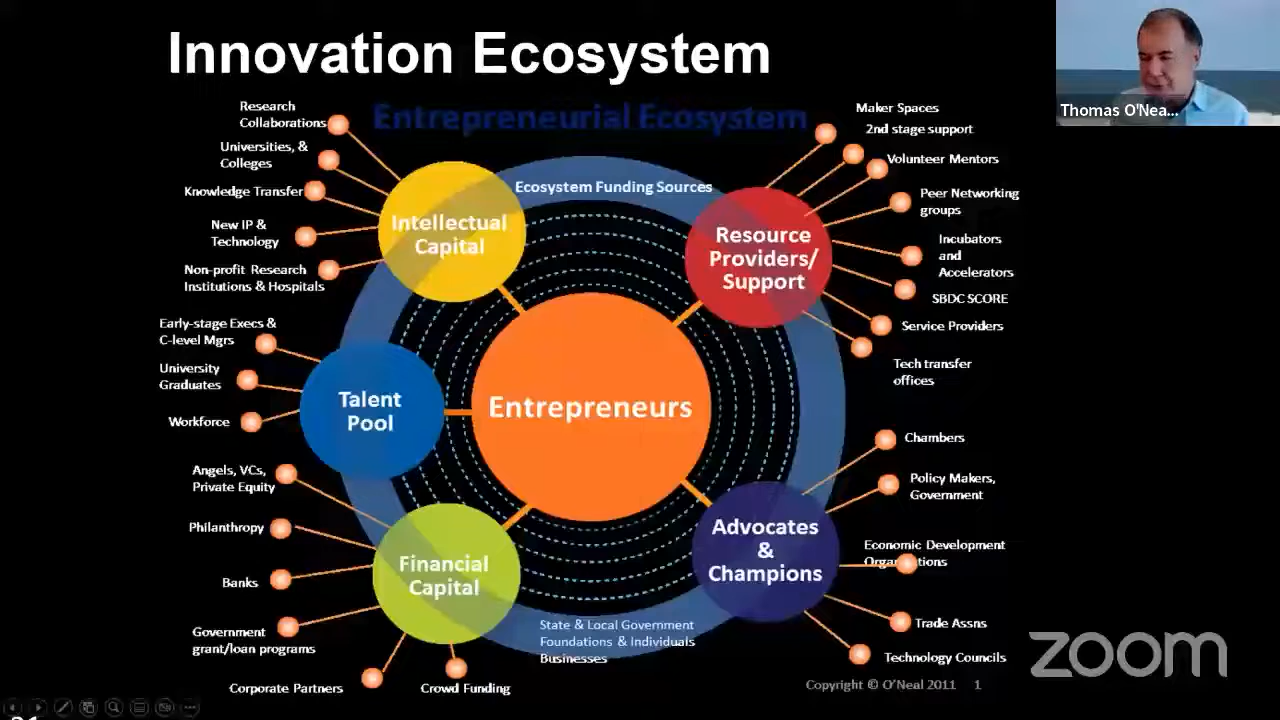 Innovation Ecosystem
Entrepreneurial Ecosystem
Thomas O'Nea...
Research
Collaborations
Universities, &
Colleges
Knowledge Transfer
New IP &
Technology
Non-profit Research
Institutions & Hospitals
Intellectual
Capital
Ecosystem Funding Sources
Maker Spaces
2nd stage support
Volunteer Mentors
Peer Networking
groups
Incubators
and
Accelerators
SBDC SCORE
Service Providers
Tech transfer
offices
Resource
Providers/
Support
Early-stage Execs &
C-level Mgrs
University
Graduates
Workforce
Talent
Pool
Entrepreneurs
Angels, VCs,
Private Equity
Philanthropy
Banks
Government
grant/loan programs
Corporate Partners
Crowd Funding
Financial
Capital
Chambers
Policy Makers,
Government
Economic Development
Organizations
Trade Assns
Technology Councils
Advocates
&
Champions
State & Local Government
Foundations & Individuals
Businesses
Copyright © O'Neal 2011 1
zoom